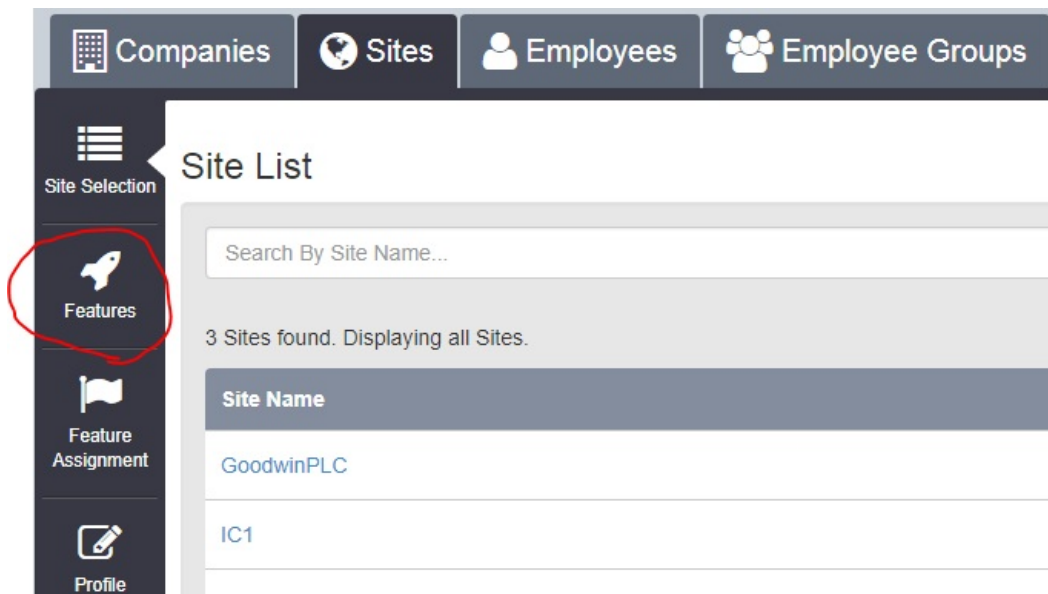 Companies
Sites
Employees
Employee Groups
Site Selection
Features
Feature
Assignment
Profile
Site List
Search By Site Name...
3 Sites found. Displaying all Sites.
Site Name
GoodwinPLC
IC1